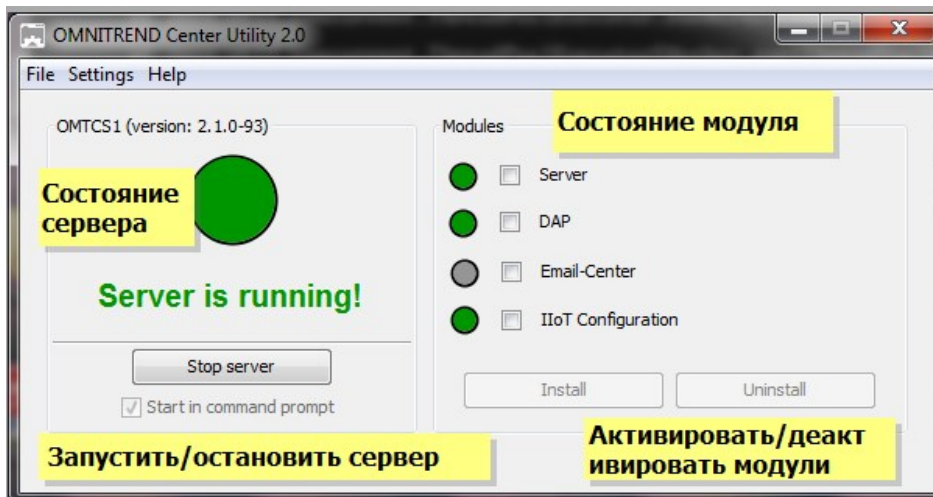 OMNITREND Center Utility 2.0
File Settings Help
OMTCS1 (version: 2.1.0-93)
Состояние
сервера
Server is running!
Stop server
Start in command prompt
Запустить/остановить сервер
Modules
Состояние модуля
Server
DAP
Email-Center
IIoT Configuration
Install
Uninstall
Активировать/деакт
ивировать модули